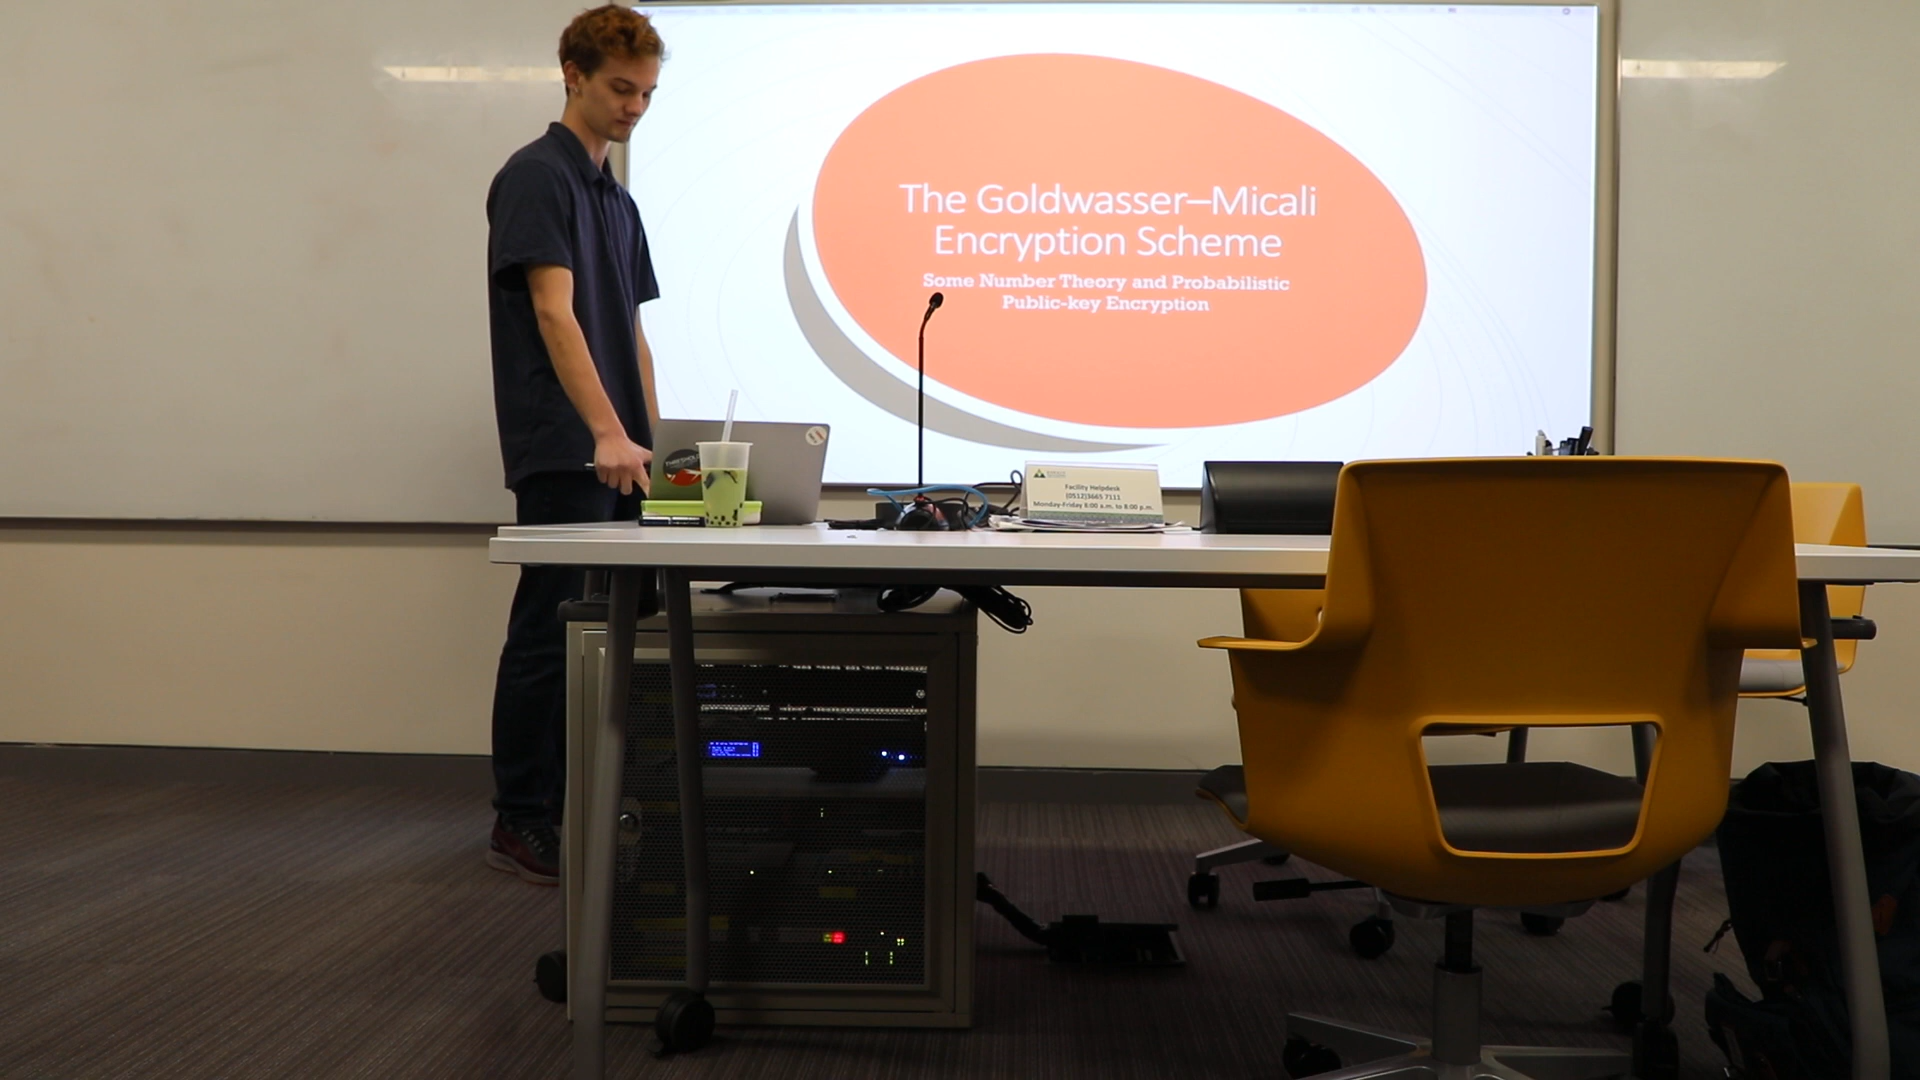 The Goldwasser–Micali
Encryption Scheme
Some Number Theory and Probabilistic
Public-key Encryption
THRESHOLD
Facility Helpdesk
(0512)3665 7111
Monday-Friday 8:00 a.m. to 8:00 p.m.